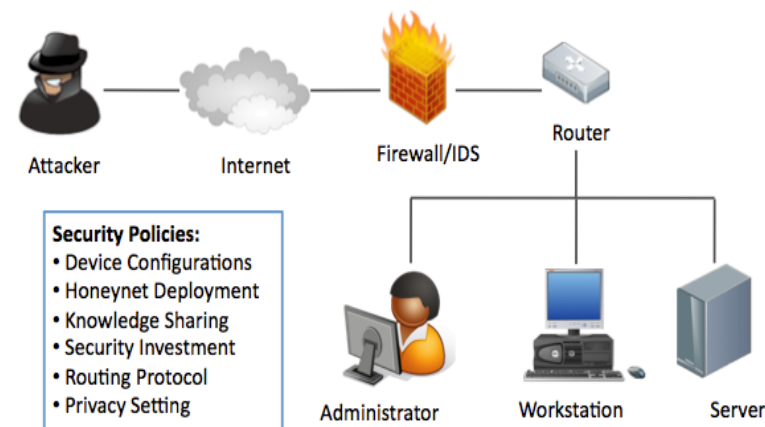 Attacker
Internet
Firewall/IDS
Router
Security Policies:
• Device Configurations
• Honeynet Deployment
• Knowledge Sharing
• Security Investment
• Routing Protocol
• Privacy Setting
Administrator
Workstation
Server